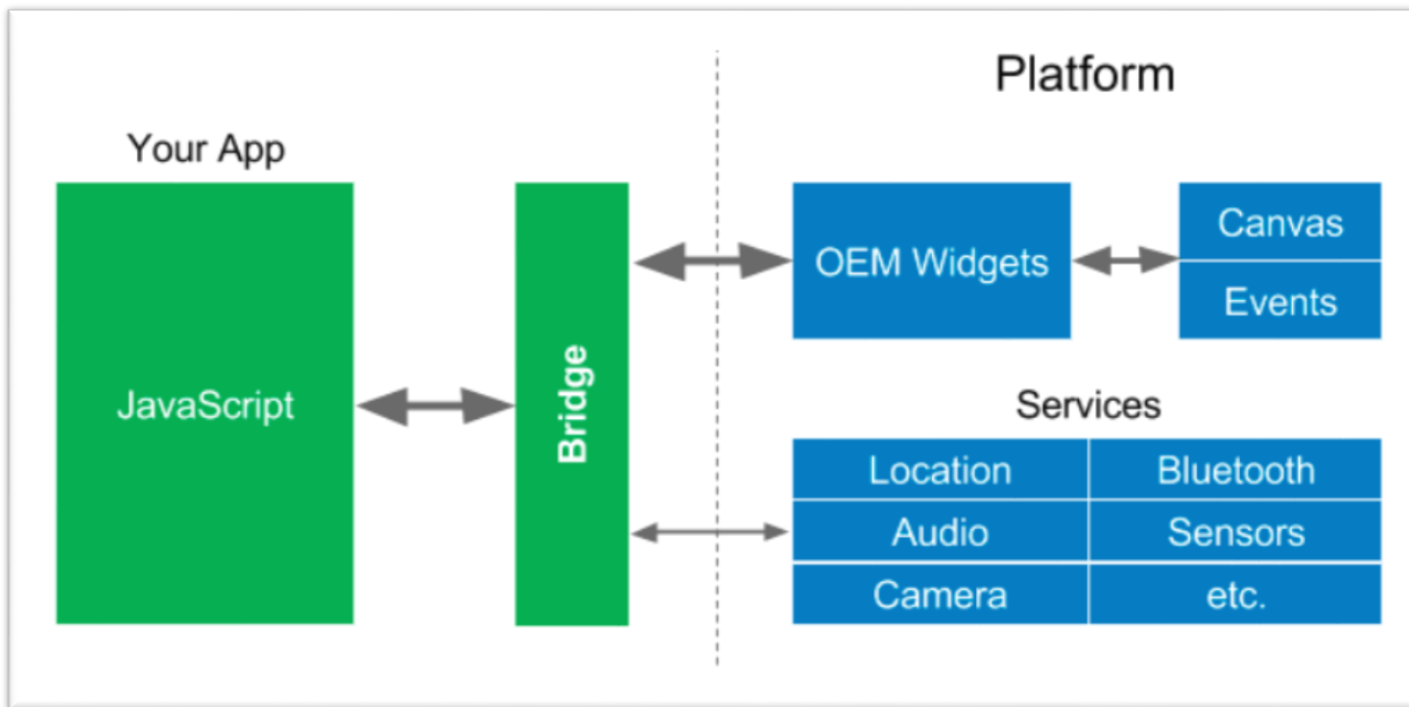 Platform
Your App
JavaScript
Bridge
OEM Widgets
Canvas
Events
Services
Location
Bluetooth
Audio
Sensors
Camera
etc.